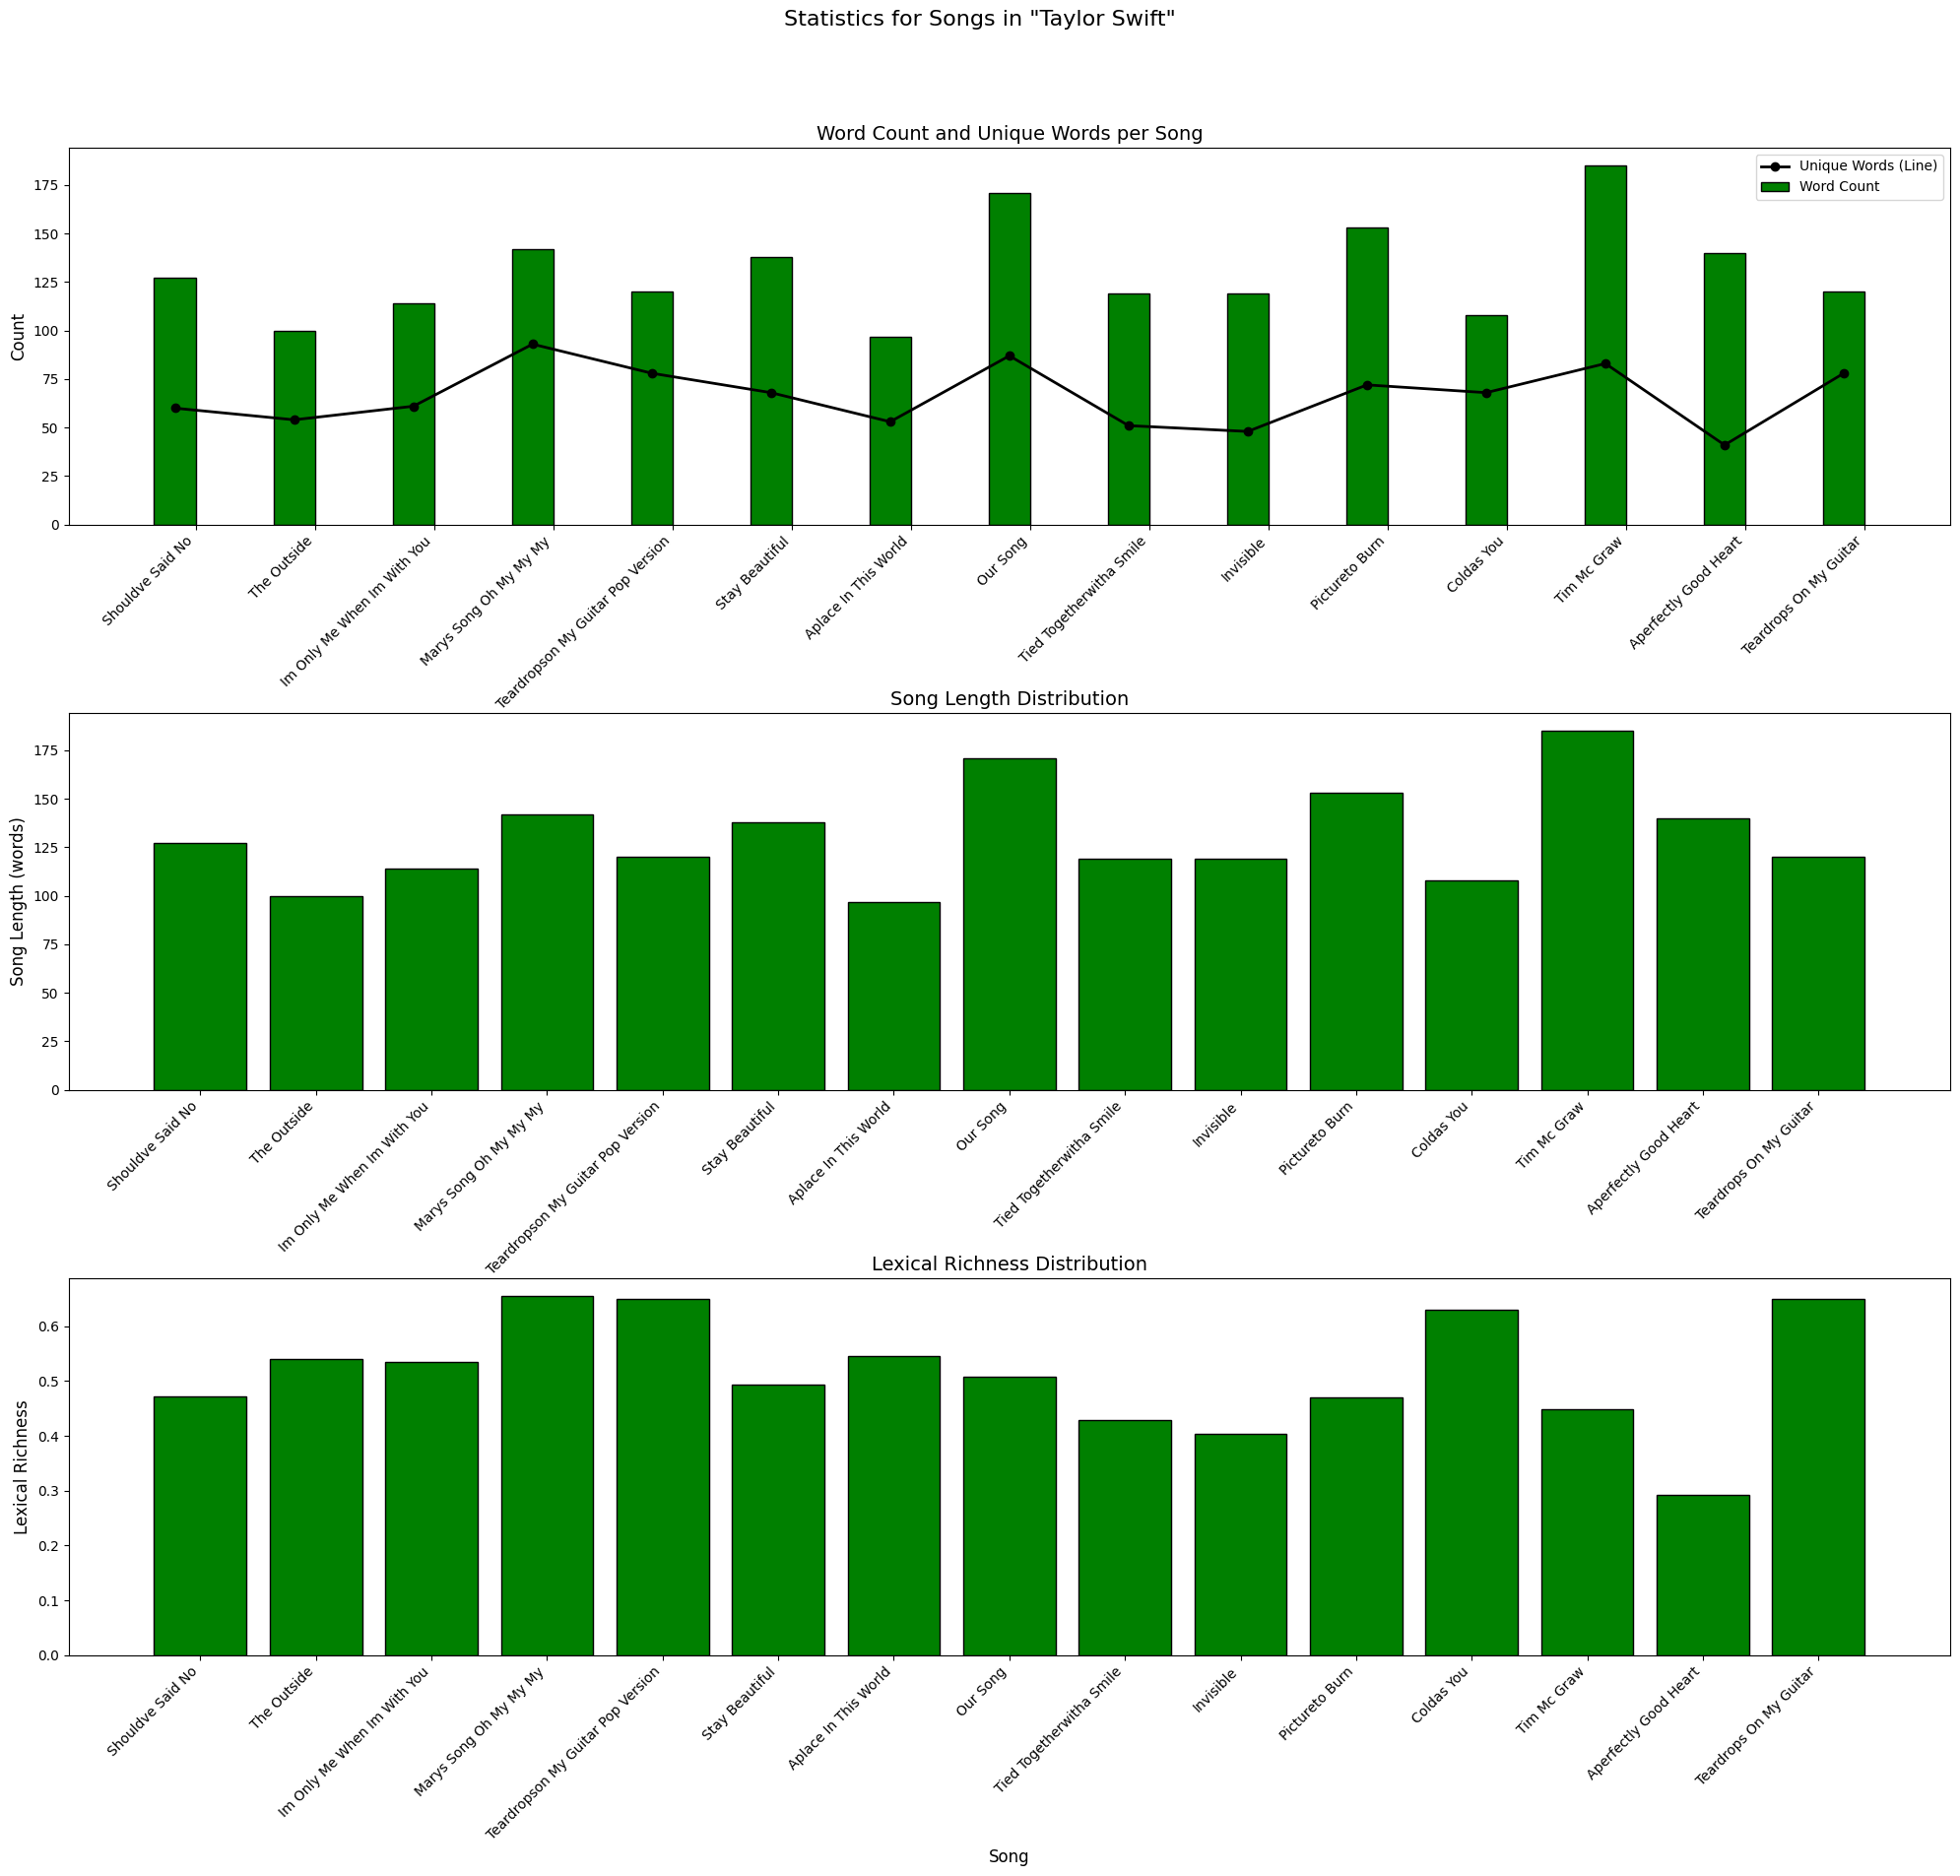 Statistics for Songs in "Taylor Swift"
Word Count and Unique Words per Song
Unique Words (Line)
Word Count
Count
175
150
125
100
75
50
25
0
Shouldve Said No
The Outside
Im Only Me When Im With You
Marys Song Oh My My My
Teardropson My Guitar Pop Version
Stay Beautiful
Aplace In This World
Our Song
Tied Togetherwitha Smile
Invisible
Pictureto Burn
Coldas You
Tim Mc Graw
Aperfectly Good Heart
Teardrops On My Guitar
Song Length Distribution
Song Length (words)
175
150
125
100
75
50
25
0
Shouldve Said No
The Outside
Im Only Me When Im With You
Marys Song Oh My My My
Teardropson My Guitar Pop Version
Stay Beautiful
Aplace In This World
Our Song
Tied Togetherwitha Smile
Invisible
Pictureto Burn
Coldas You
Tim Mc Graw
Aperfectly Good Heart
Teardrops On My Guitar
Lexical Richness Distribution
Lexical Richness
0.6
0.5
0.4
0.3
0.2
0.1
0.0
Shouldve Said No
The Outside
Im Only Me When Im With You
Marys Song Oh My My My
Teardropson My Guitar Pop Version
Stay Beautiful
Aplace In This World
Our Song
Tied Togetherwitha Smile
Invisible
Pictureto Burn
Coldas You
Tim Mc Graw
Aperfectly Good Heart
Teardrops On My Guitar
Song